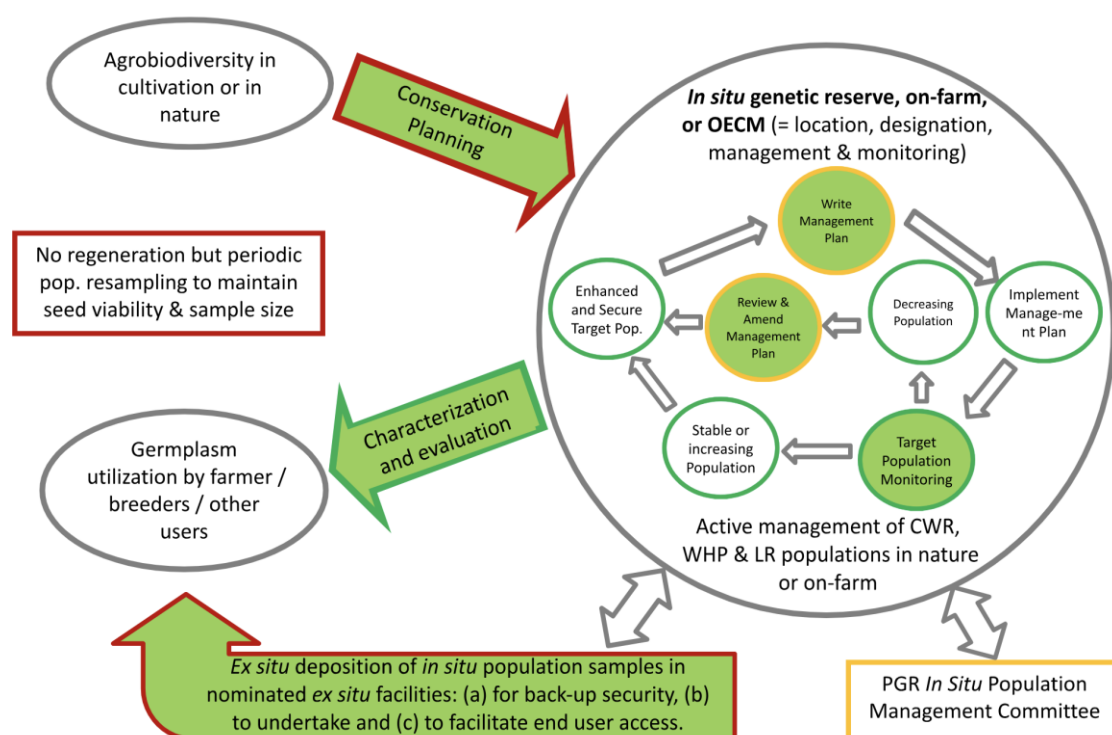 Agrobiodiversity in
cultivation or in
nature
Conservation
Planning
In situ genetic reserve, on-farm,
or OECM (= location, designation,
management & monitoring)
Write
Management
Plan
No regeneration but periodic
pop. resampling to maintain
seed viability & sample size
Enhanced
and Secure
Target Pop.
Review &
Amend
Management
Plan
Decreasing
Population
Implement
Manage-me
nt Plan
Characterization
and evaluation
Stable or
increasing
Population
Target
Population
Monitoring
Germplasm
utilization by farmer /
breeders / other
users
Active management of CWR,
WHP & LR populations in nature
or on-farm
Ex situ deposition of in situ population samples in
nominated ex situ facilities: (a) for back-up security, (b)
to undertake and (c) to facilitate end user access.
PGR In Situ Population
Management Committee